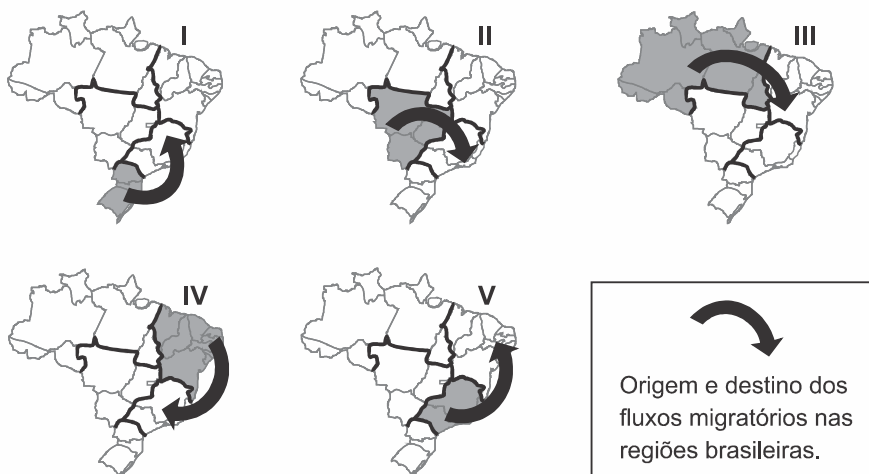 I
II
III
IV
V
Origem e destino dos
fluxos migratórios nas
regiões brasileiras.